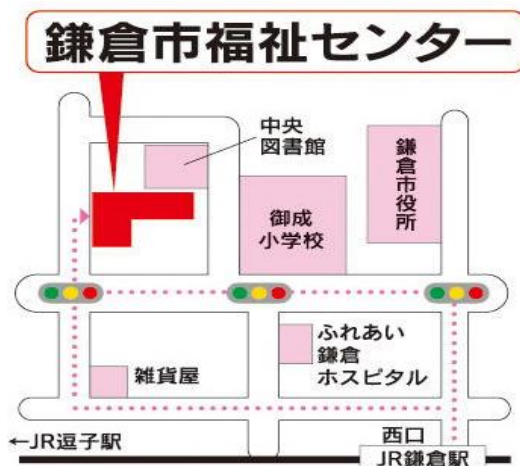 鎌倉市福祉センター
中央
図書館
鎌倉市役所
御成
小学校
ふれあい
鎌倉
ホスピタル
雑貨屋
西口
←JR逗子駅
JR鎌倉駅